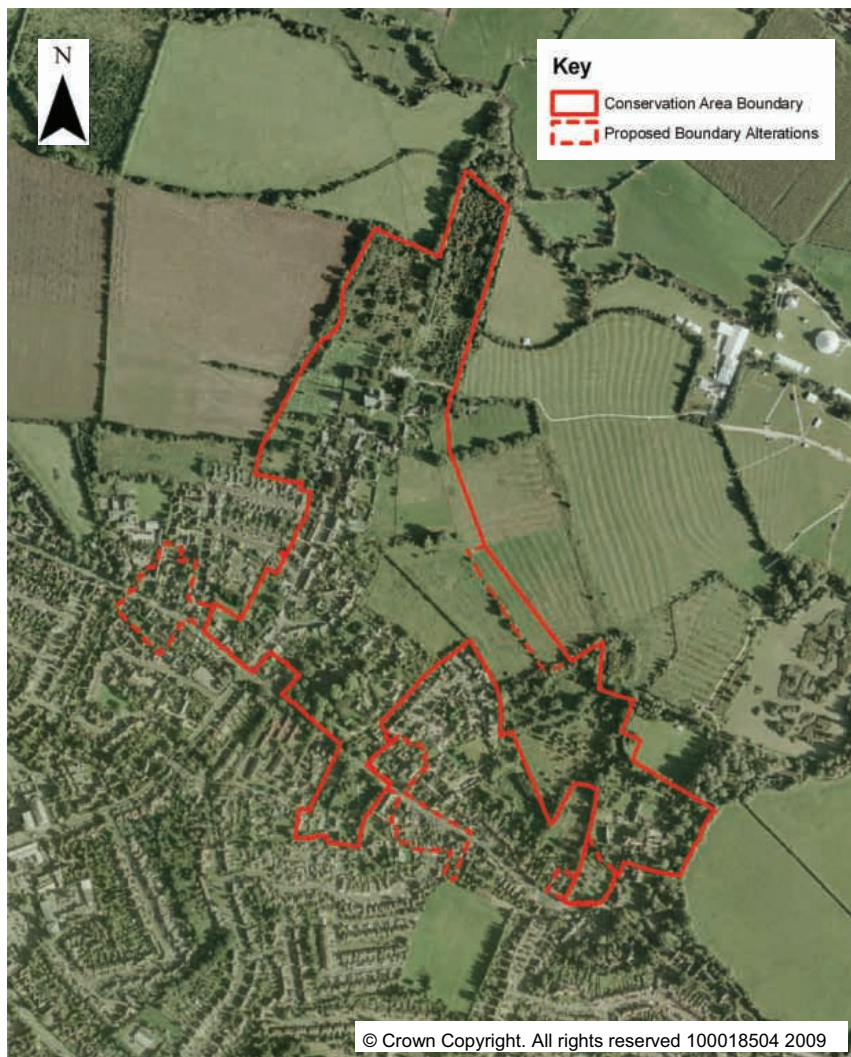 N
Key
Conservation Area Boundary
Proposed Boundary Alterations
© Crown Copyright. All rights reserved 100018504 2009